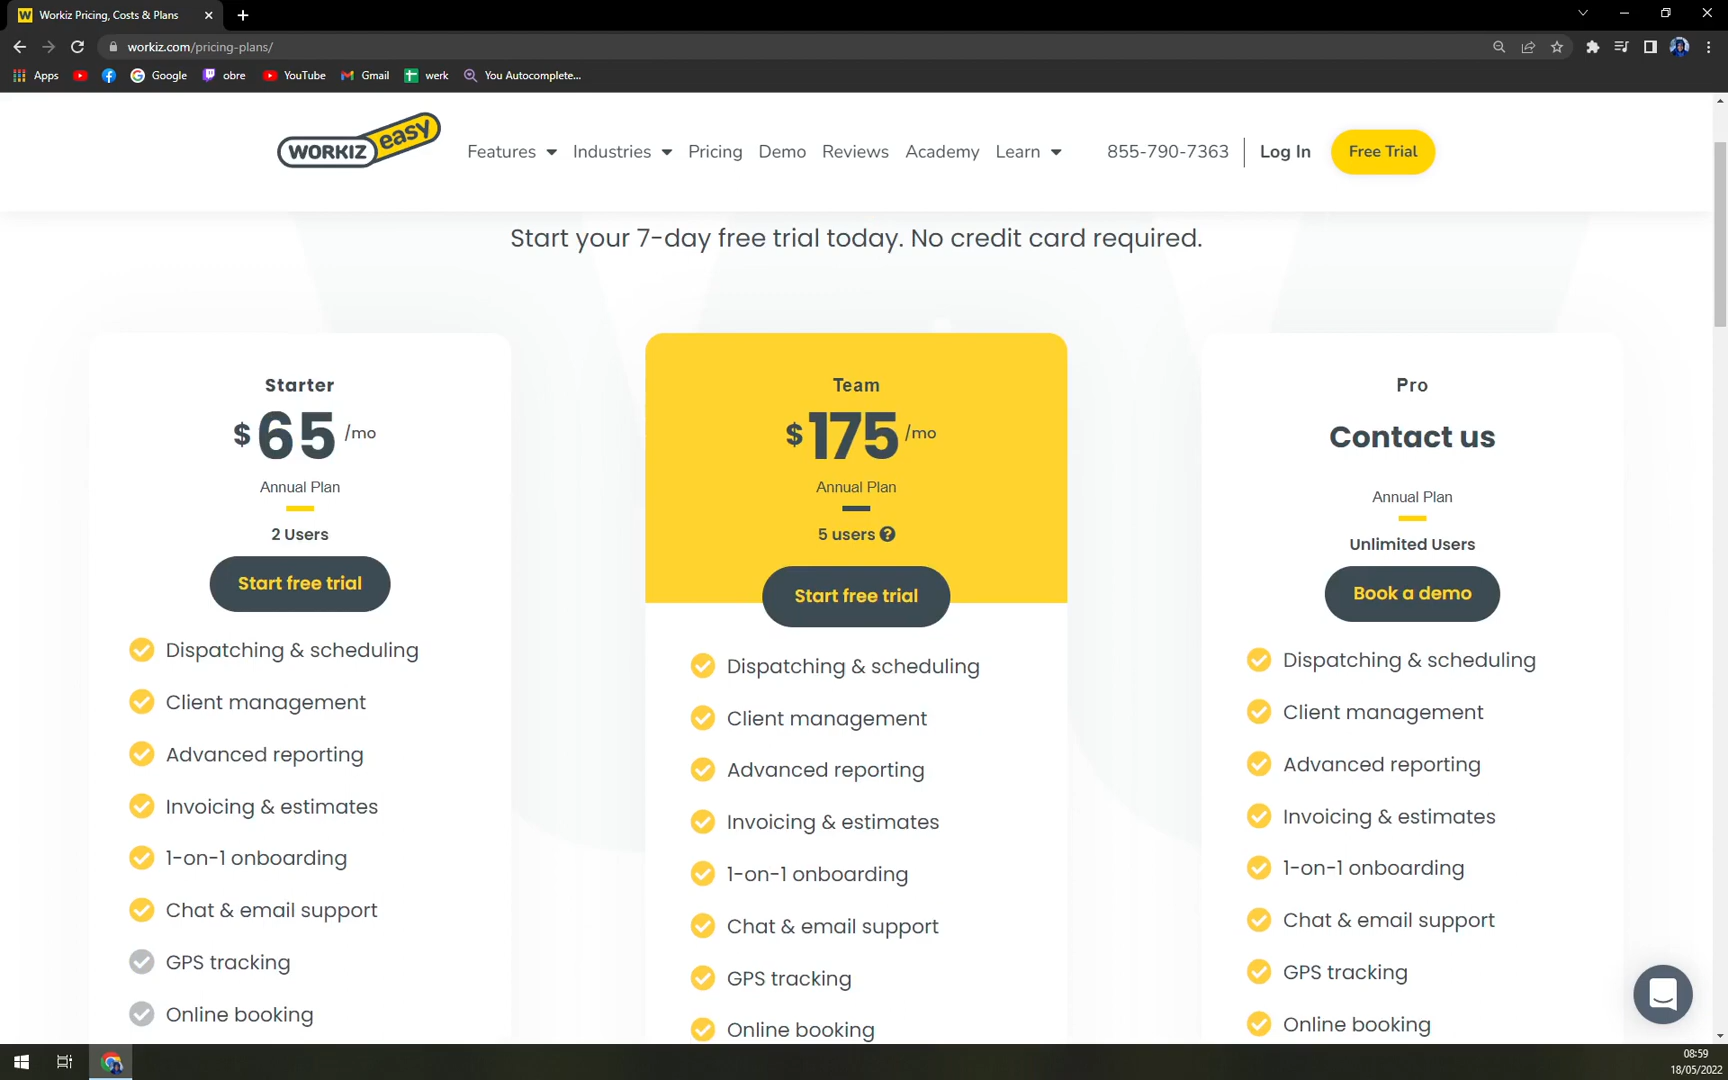 Workiz Pricing, Costs & Plans
workiz.com/pricing-plans/
Apps
Google
obre
YouTube
Gmail
werk
You Autocomplete...
WORKIZ easy
Features
Industries
Pricing
Demo
Reviews
Academy
Learn
855-790-7363
Log In
Free Trial
Start your 7-day free trial today. No credit card required.
Starter
$65 /mo
Annual Plan
2 Users
Start free trial
Dispatching & scheduling
Client management
Advanced reporting
Invoicing & estimates
1-on-1 onboarding
Chat & email support
GPS tracking
Online booking
Team
$175 /mo
Annual Plan
5 users ?
Start free trial
Dispatching & scheduling
Client management
Advanced reporting
Invoicing & estimates
1-on-1 onboarding
Chat & email support
GPS tracking
Online booking
Pro
Contact us
Annual Plan
Unlimited Users
Book a demo
Dispatching & scheduling
Client management
Advanced reporting
Invoicing & estimates
1-on-1 onboarding
Chat & email support
GPS tracking
Online booking
08:59
18/05/2022